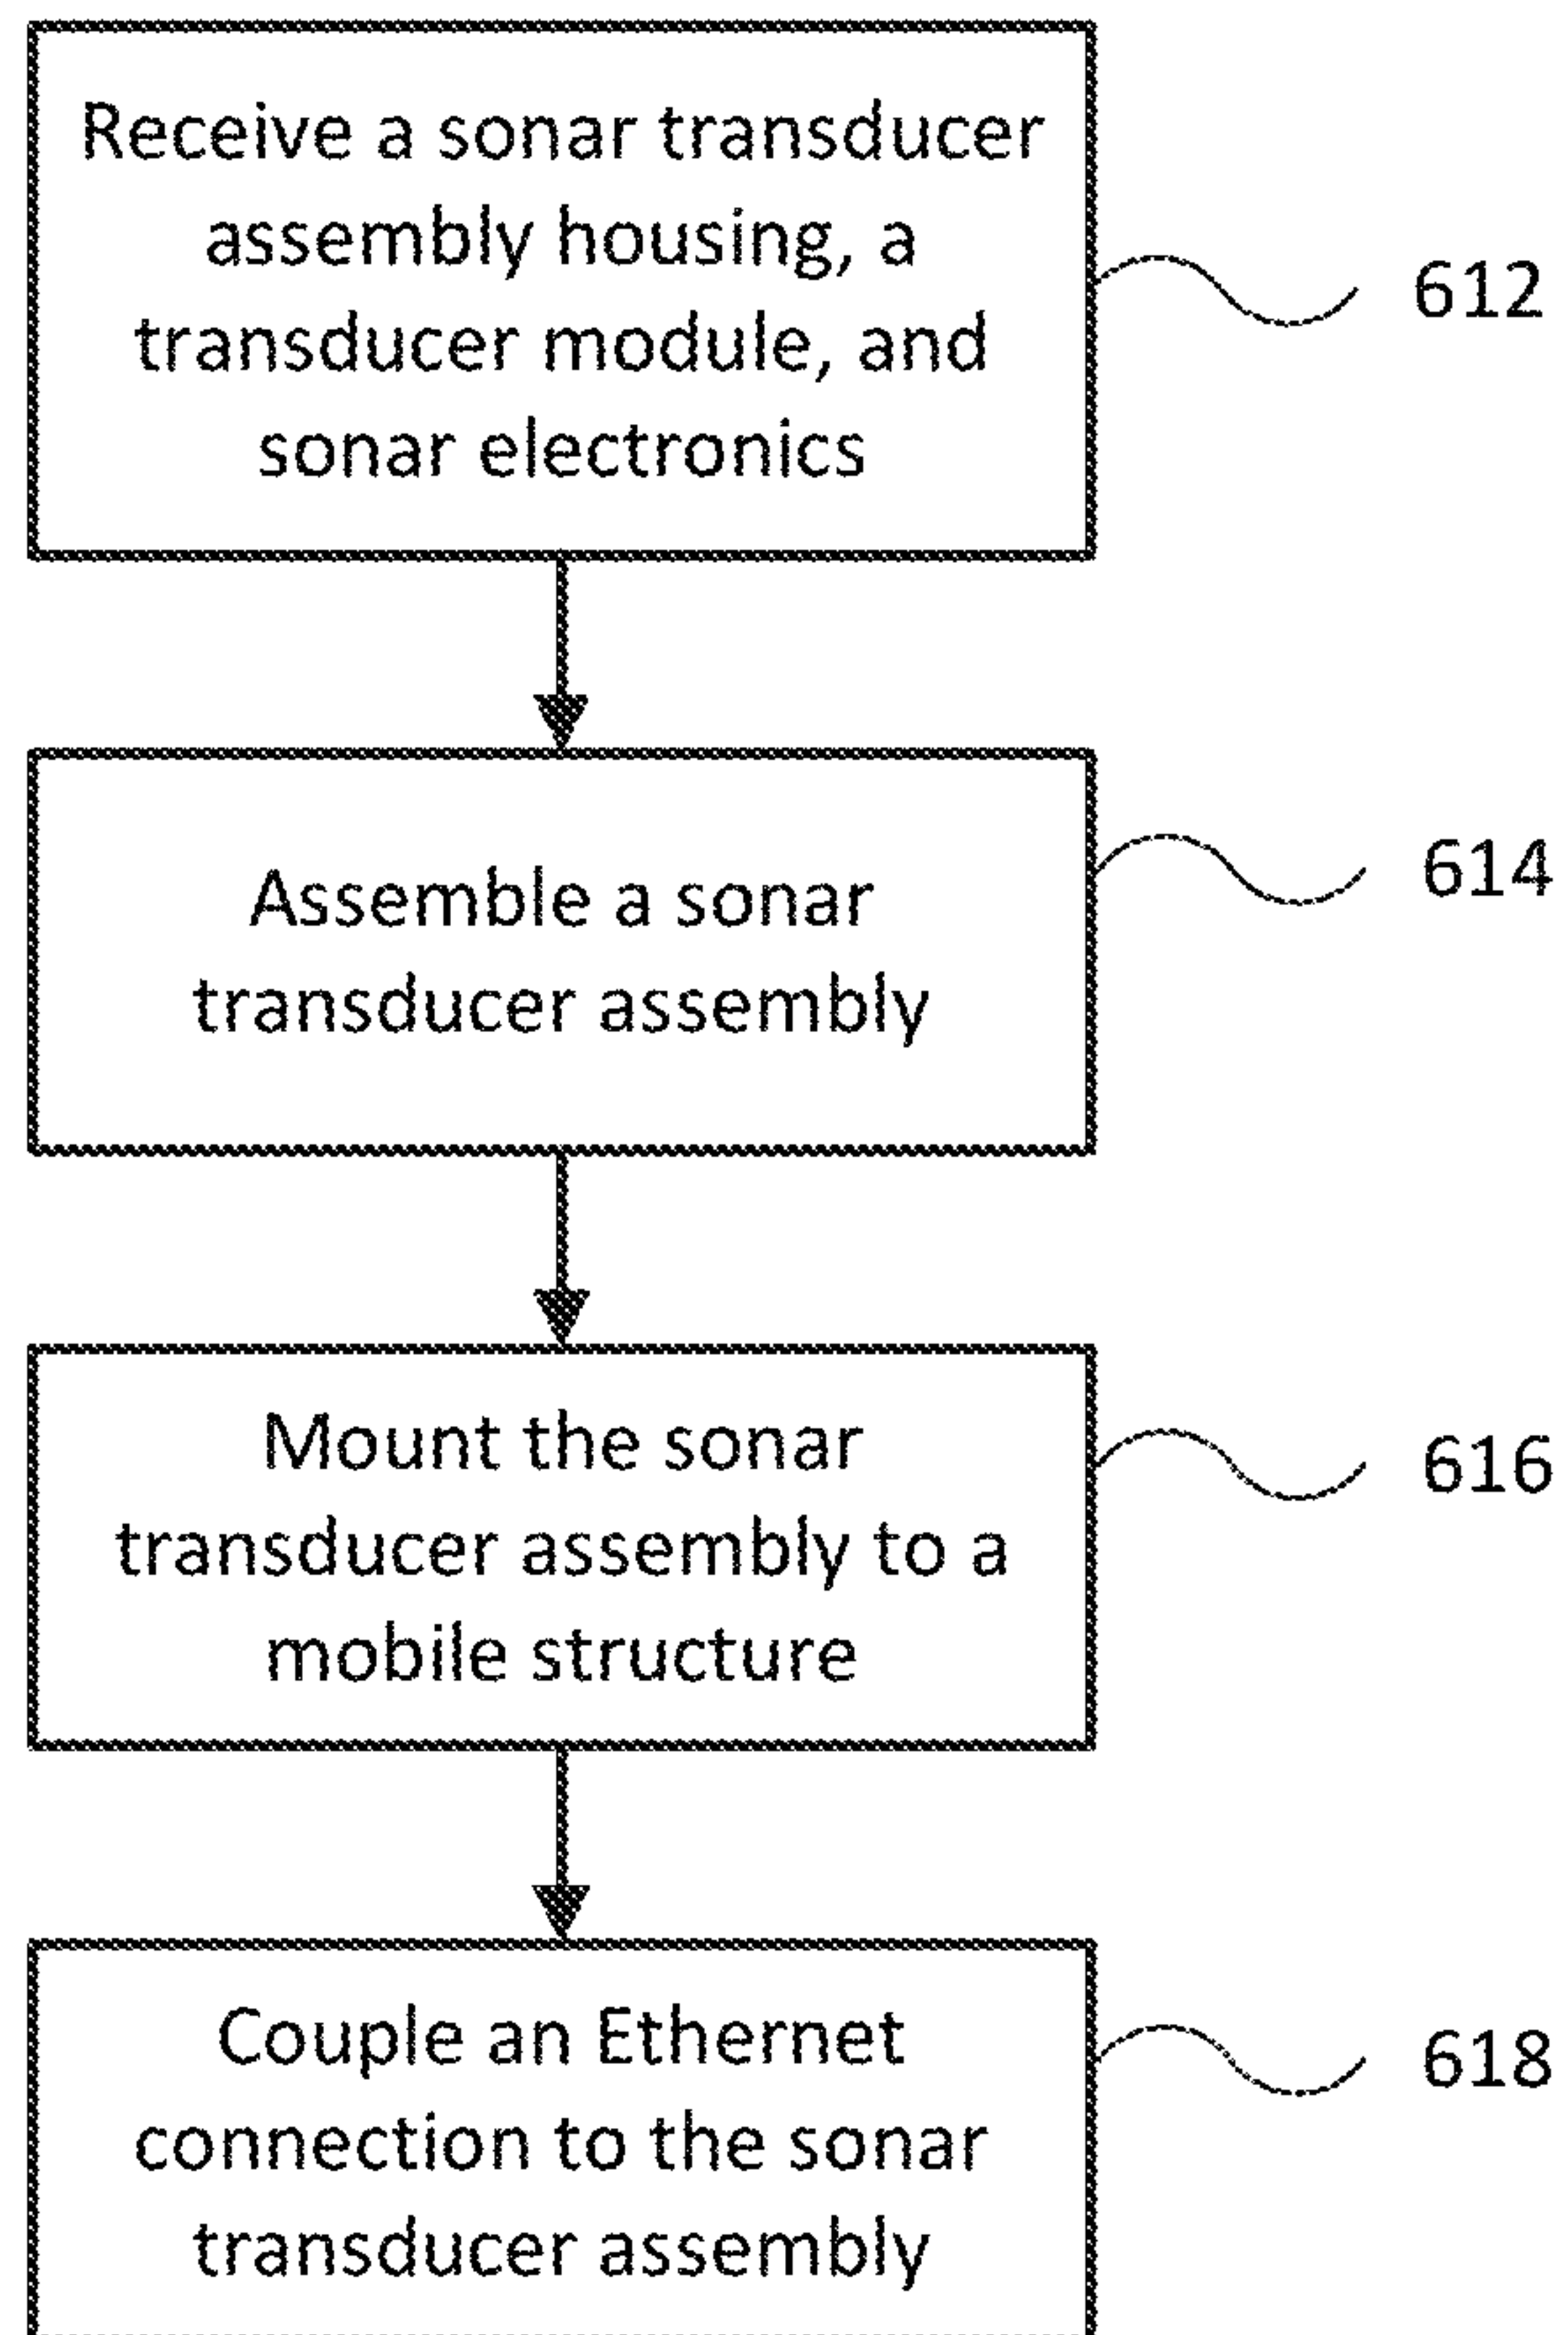 Receive a sonar transducer
assembly housing, a
transducer module, and
sonar electronics
612
Assemble a sonar
transducer assembly
614
Mount the sonar
transducer assembly to a
mobile structure
616
Couple an Ethernet
connection to the sonar
transducer assembly
618